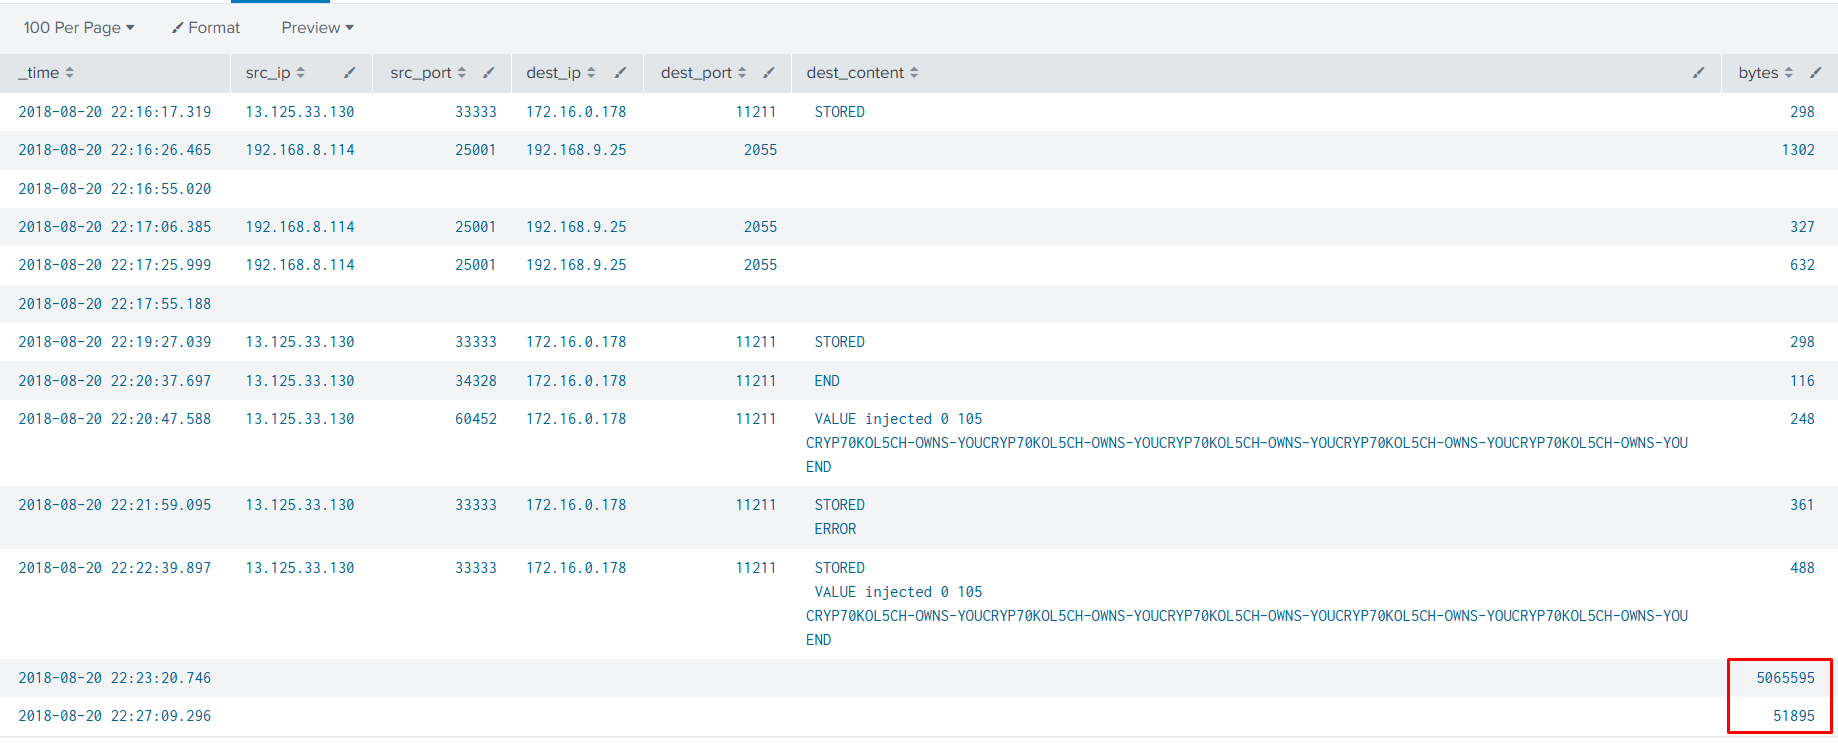 100 Per Page Format Preview
_time src_ip src_port dest_ip dest_port dest_content bytes
2018-08-20 22:16:17.319 13.125.33.130 33333 172.16.0.178 11211 STORED 298
2018-08-20 22:16:26.465 192.168.8.114 25001 192.168.9.25 2055 1302
2018-08-20 22:16:55.020
2018-08-20 22:17:06.385 192.168.8.114 25001 192.168.9.25 2055 327
2018-08-20 22:17:25.999 192.168.8.114 25001 192.168.9.25 2055 632
2018-08-20 22:17:55.188
2018-08-20 22:19:27.039 13.125.33.130 33333 172.16.0.178 11211 STORED 298
2018-08-20 22:20:37.697 13.125.33.130 34328 172.16.0.178 11211 END 116
2018-08-20 22:20:47.588 13.125.33.130 60452 172.16.0.178 11211 VALUE injected 0 105 248
CRYP70KOL5CH-OWNS-YOUCRYP70KOL5CH-OWNS-YOUCRYP70KOL5CH-OWNS-YOUCRYP70KOL5CH-OWNS-YOUCRYP70KOL5CH-OWNS-YOU
END
2018-08-20 22:21:59.095 13.125.33.130 33333 172.16.0.178 11211 STORED 361
ERROR
2018-08-20 22:22:39.897 13.125.33.130 33333 172.16.0.178 11211 STORED 488
VALUE injected 0 105
CRYP70KOL5CH-OWNS-YOUCRYP70KOL5CH-OWNS-YOUCRYP70KOL5CH-OWNS-YOUCRYP70KOL5CH-OWNS-YOUCRYP70KOL5CH-OWNS-YOU
END
2018-08-20 22:23:20.746 5065595
2018-08-20 22:27:09.296 51895